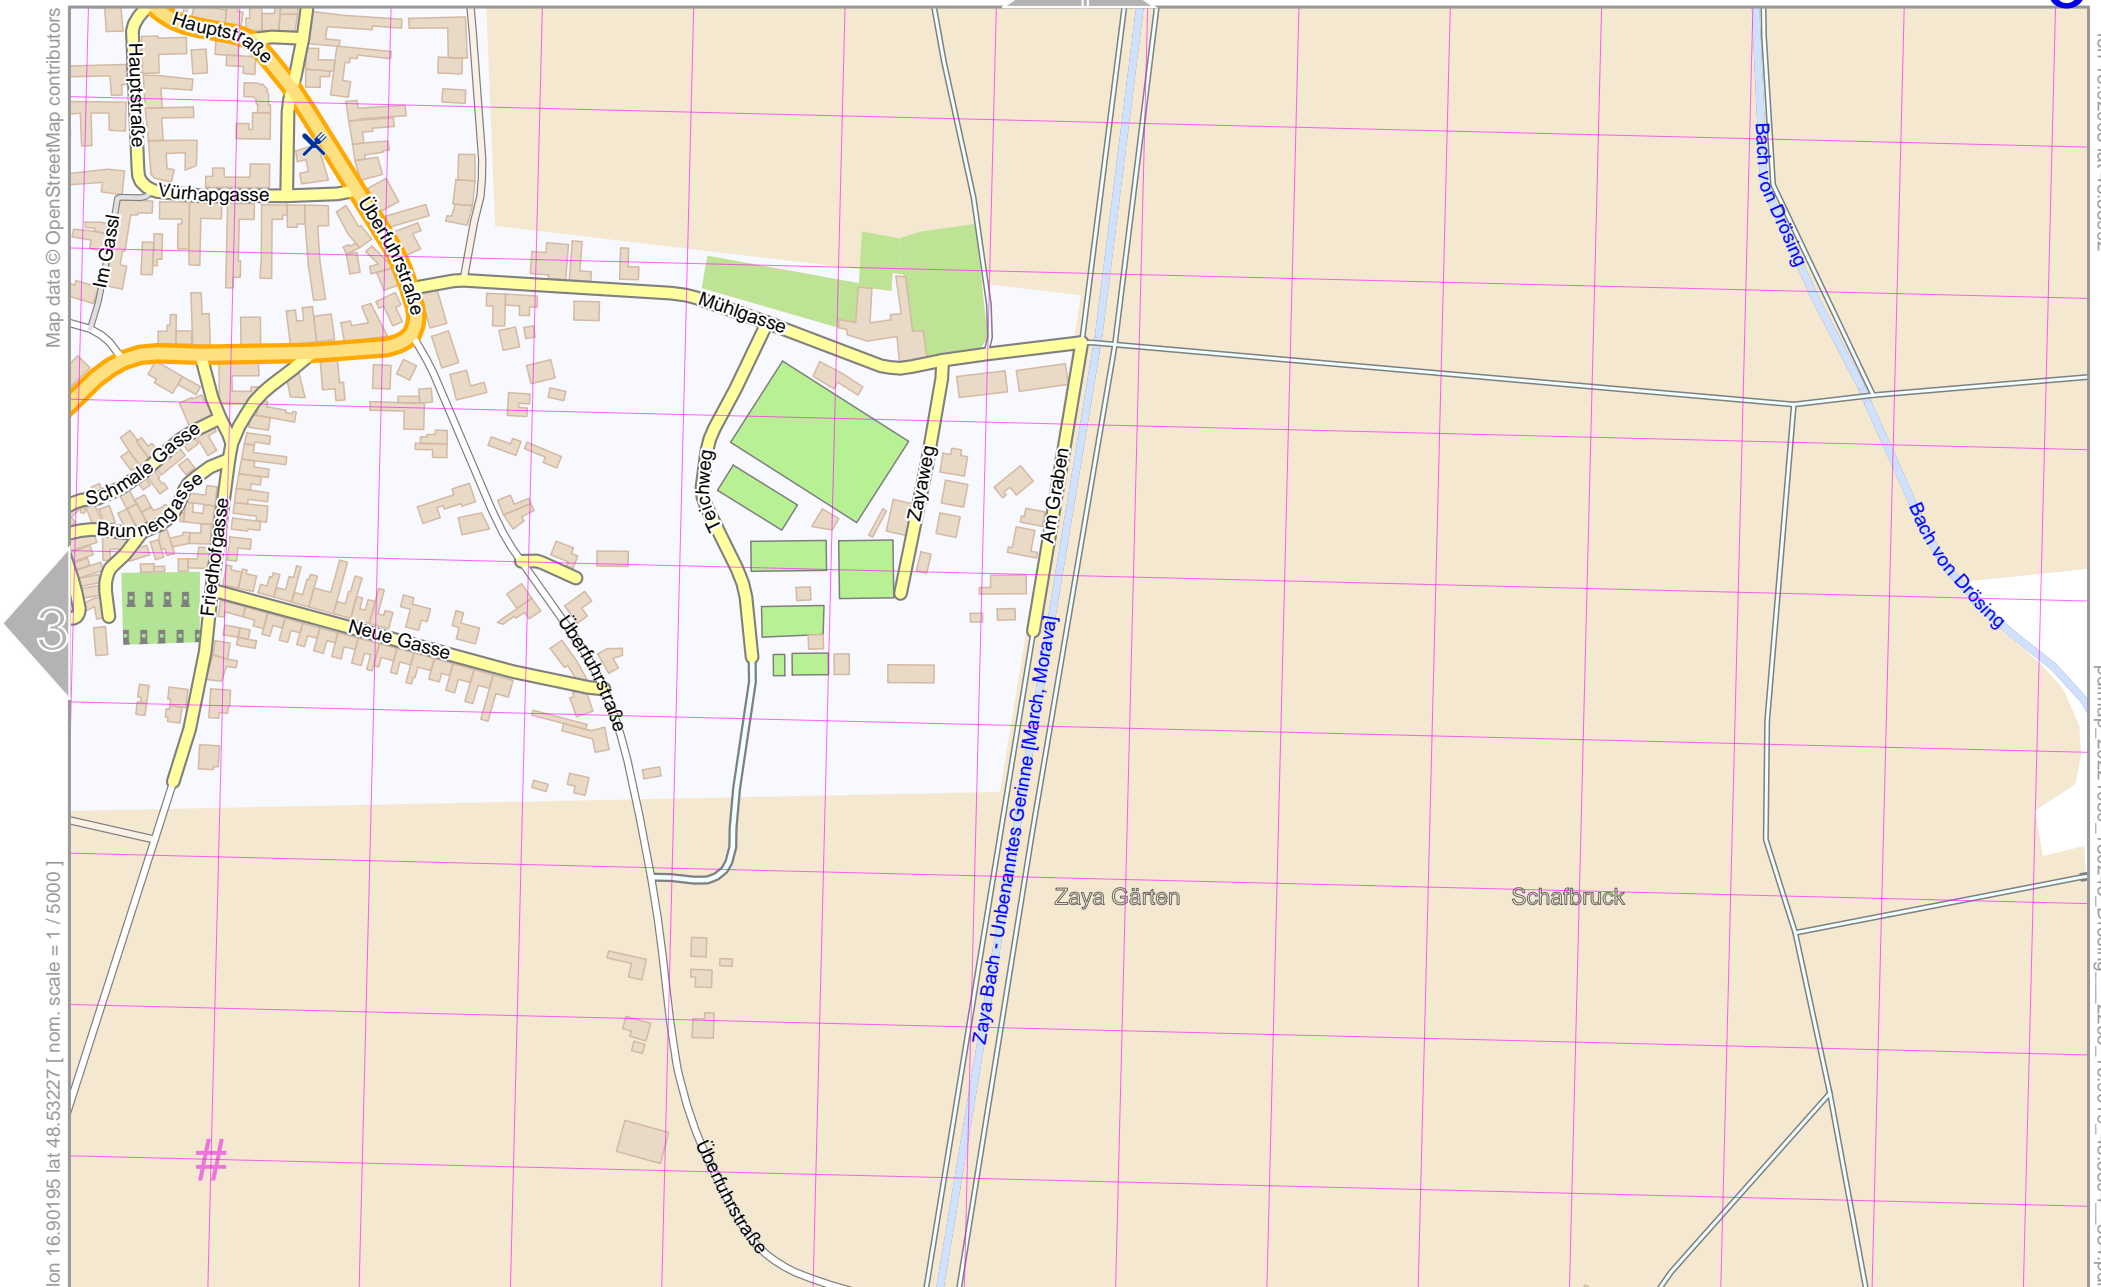 Map data © OpenStreetMap contributors
Hauptstraße
Hauptstraße
Vürhapgasse
Im Gassl
Überfuhrstraße
Mühlgasse
Bach von Drösing
Schmale Gasse
Brunnengasse
Friedhofgasse
Teichweg
Zayaweg
Am Graben
Bach von Drösing
3
Neue Gasse
Überfuhrstraße
Zaya Bach - Unbenanntes Gerinne [March, Morava]
Zaya Gärten
Schafbruck
lon 16.90195 lat 48.53227 [ nom. scale = 1 / 5000 ]
#
Überfuhrstraße